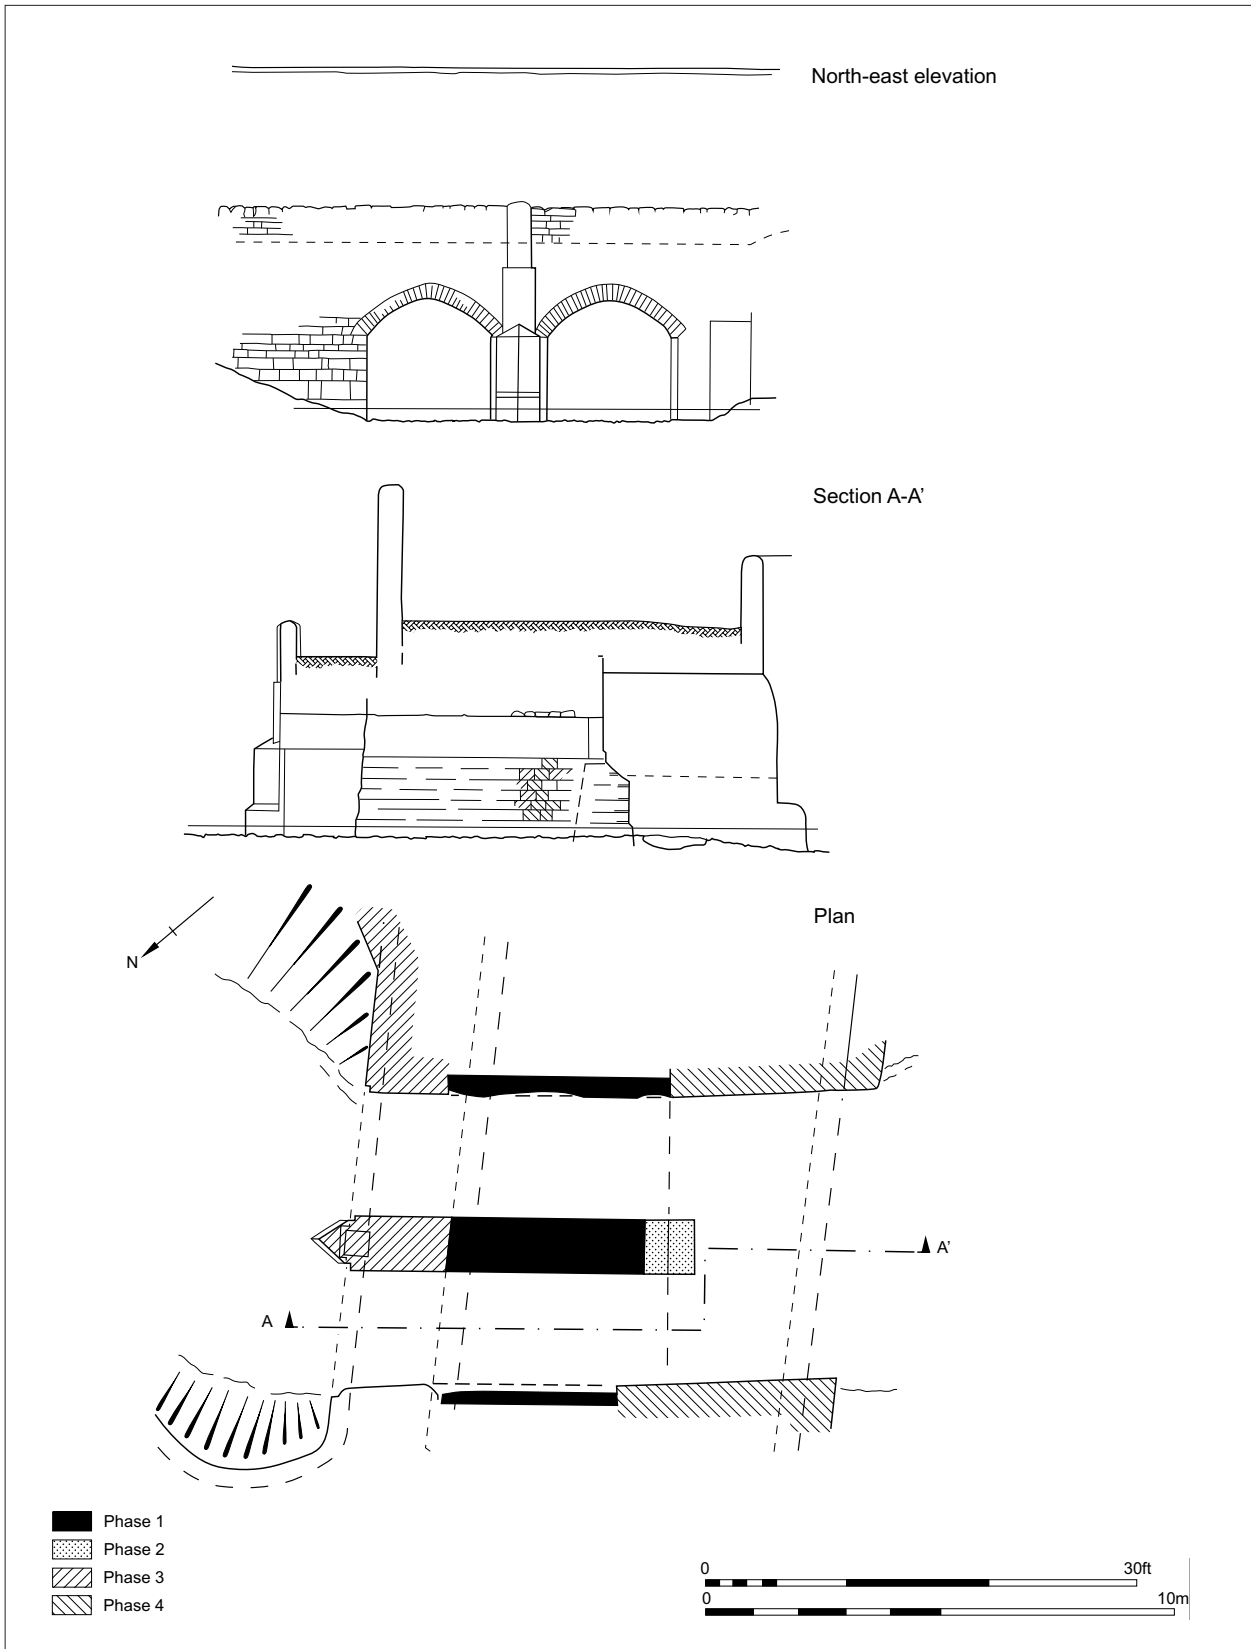 North-east elevation
Section A-A’
Plan
N
A’
A
Phase 1
Phase 2
Phase 3
Phase 4
0 30ft
0 10m